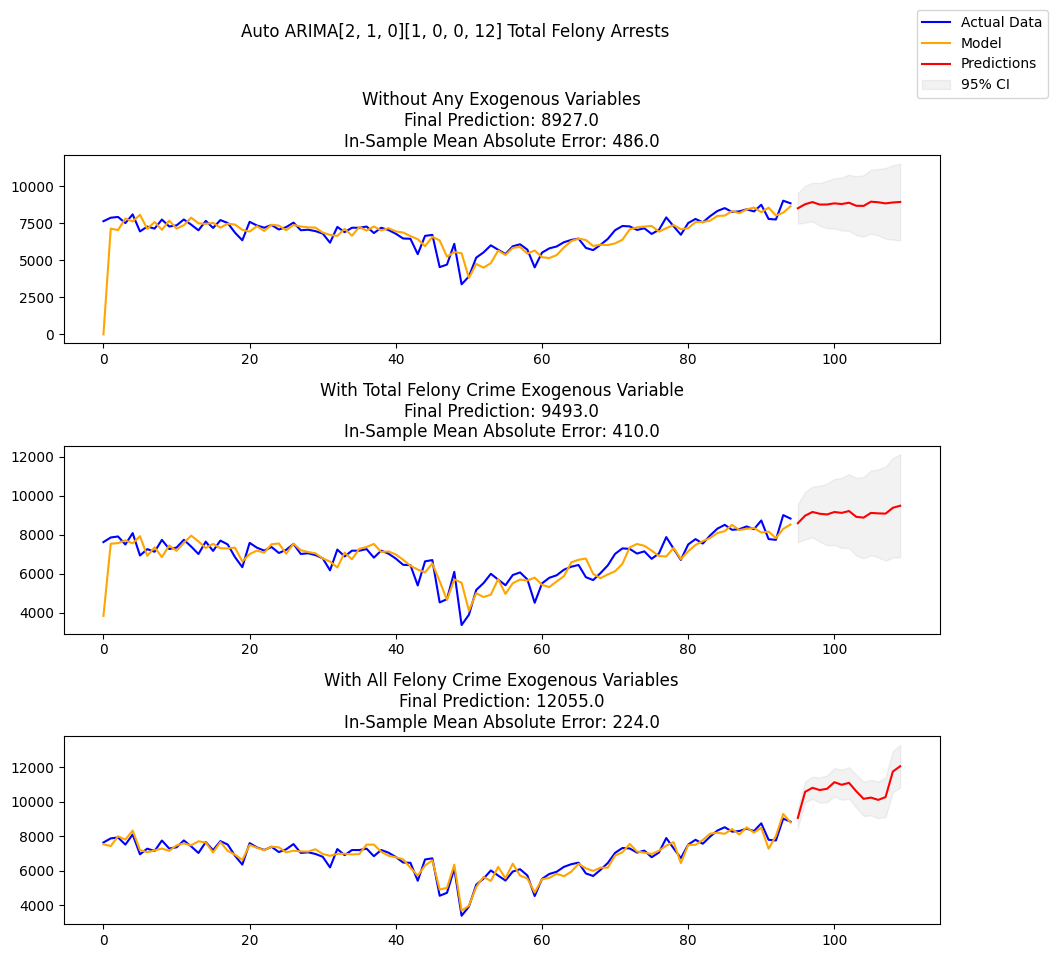 Auto ARIMA[2, 1, 0][1, 0, 0, 12] Total Felony Arrests
Actual Data
Model
Predictions
95% CI
Without Any Exogenous Variables
Final Prediction: 8927.0
In-Sample Mean Absolute Error: 486.0
10000
7500
5000
2500
0
0 20 40 60 80 100
With Total Felony Crime Exogenous Variable
Final Prediction: 9493.0
In-Sample Mean Absolute Error: 410.0
12000
10000
8000
6000
4000
0 20 40 60 80 100
With All Felony Crime Exogenous Variables
Final Prediction: 12055.0
In-Sample Mean Absolute Error: 224.0
12000
10000
8000
6000
4000
0 20 40 60 80 100